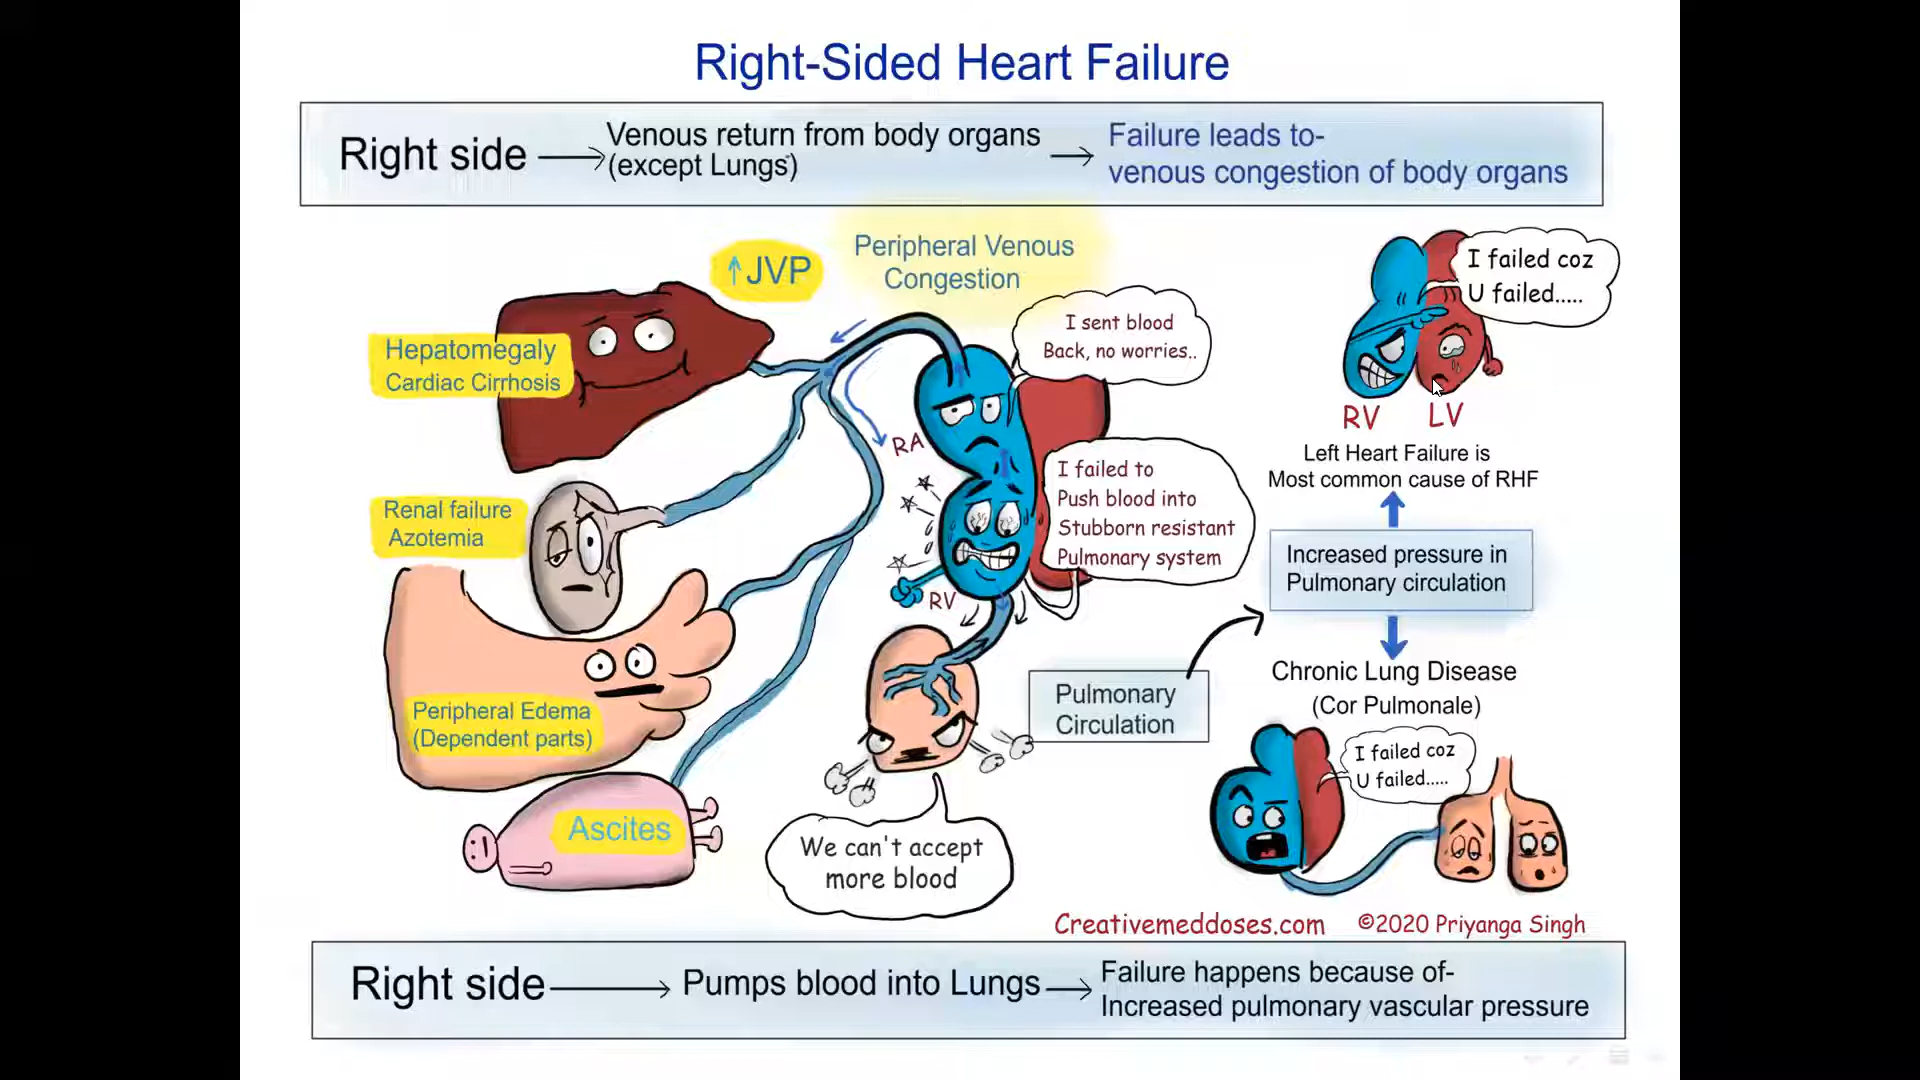 Right-Sided Heart Failure
Right side
Venous return from body organs
(except Lungs)
Failure leads to-
venous congestion of body organs
↑JVP
Peripheral Venous
Congestion
Hepatomegaly
Cardiac Cirrhosis
I sent blood
Back, no worries..
RA
Renal failure
Azotemia
I failed to
Push blood into
Stubborn resistant
Pulmonary system
RV
Peripheral Edema
(Dependent parts)
Ascites
We can't accept
more blood
Pulmonary
Circulation
I failed coz
U failed.....
RV
LV
Left Heart Failure is
Most common cause of RHF
Increased pressure in
Pulmonary circulation
Chronic Lung Disease
(Cor Pulmonale)
I failed coz
U failed.....
Creativemeddoses.com
©2020 Priyanga Singh
Right side
Pumps blood into Lungs
Failure happens because of-
Increased pulmonary vascular pressure